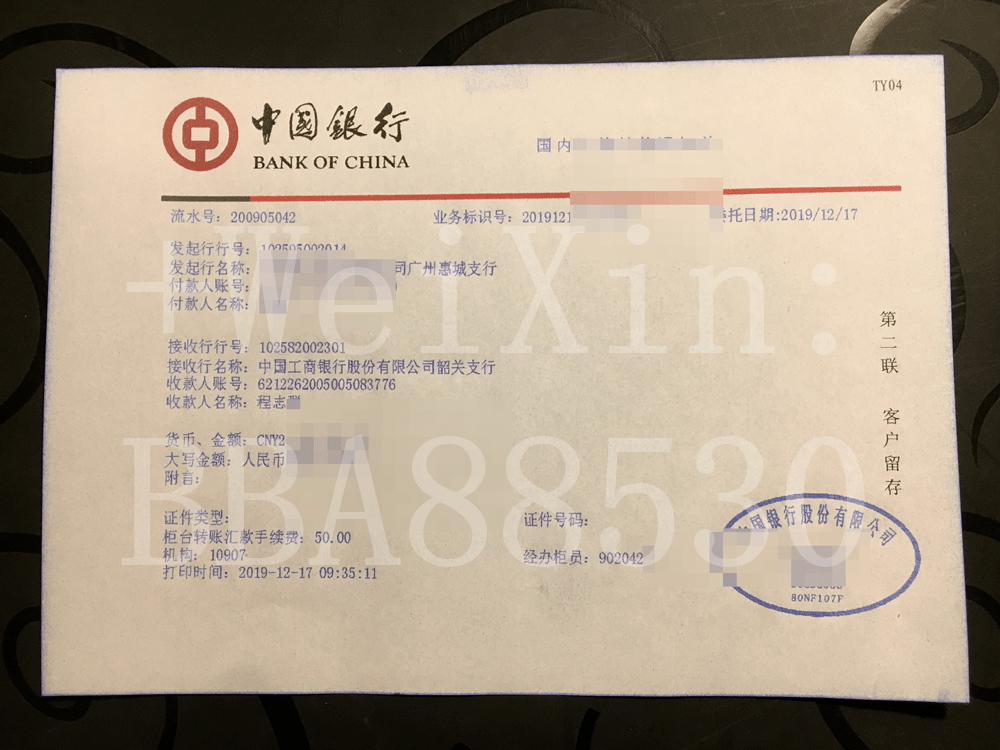 TY04
中国銀行
BANK OF CHINA
国内
流水号：200905042 业务标识号：2019121 托日期:2019/12/17
发起行行号：
发起行名称： 司广州惠城支行
付款人账号：
付款人名称：
+WeiXin:
接收行行号：102582002301
接收行名称：中国工商银行股份有限公司韶关支行
收款人账号：6212262005005083776
收款人名称：程志
货币、金额：CNY2
大写金额：人民币
附言：
BBA88530
第二联 客户留存
证件类型： 证件号码：
柜台转账汇款手续费：50.00
机构：10907 经办柜员：902042
打印时间：2019-12-17 09:35:11
国银行股份有限公司
80NF107F